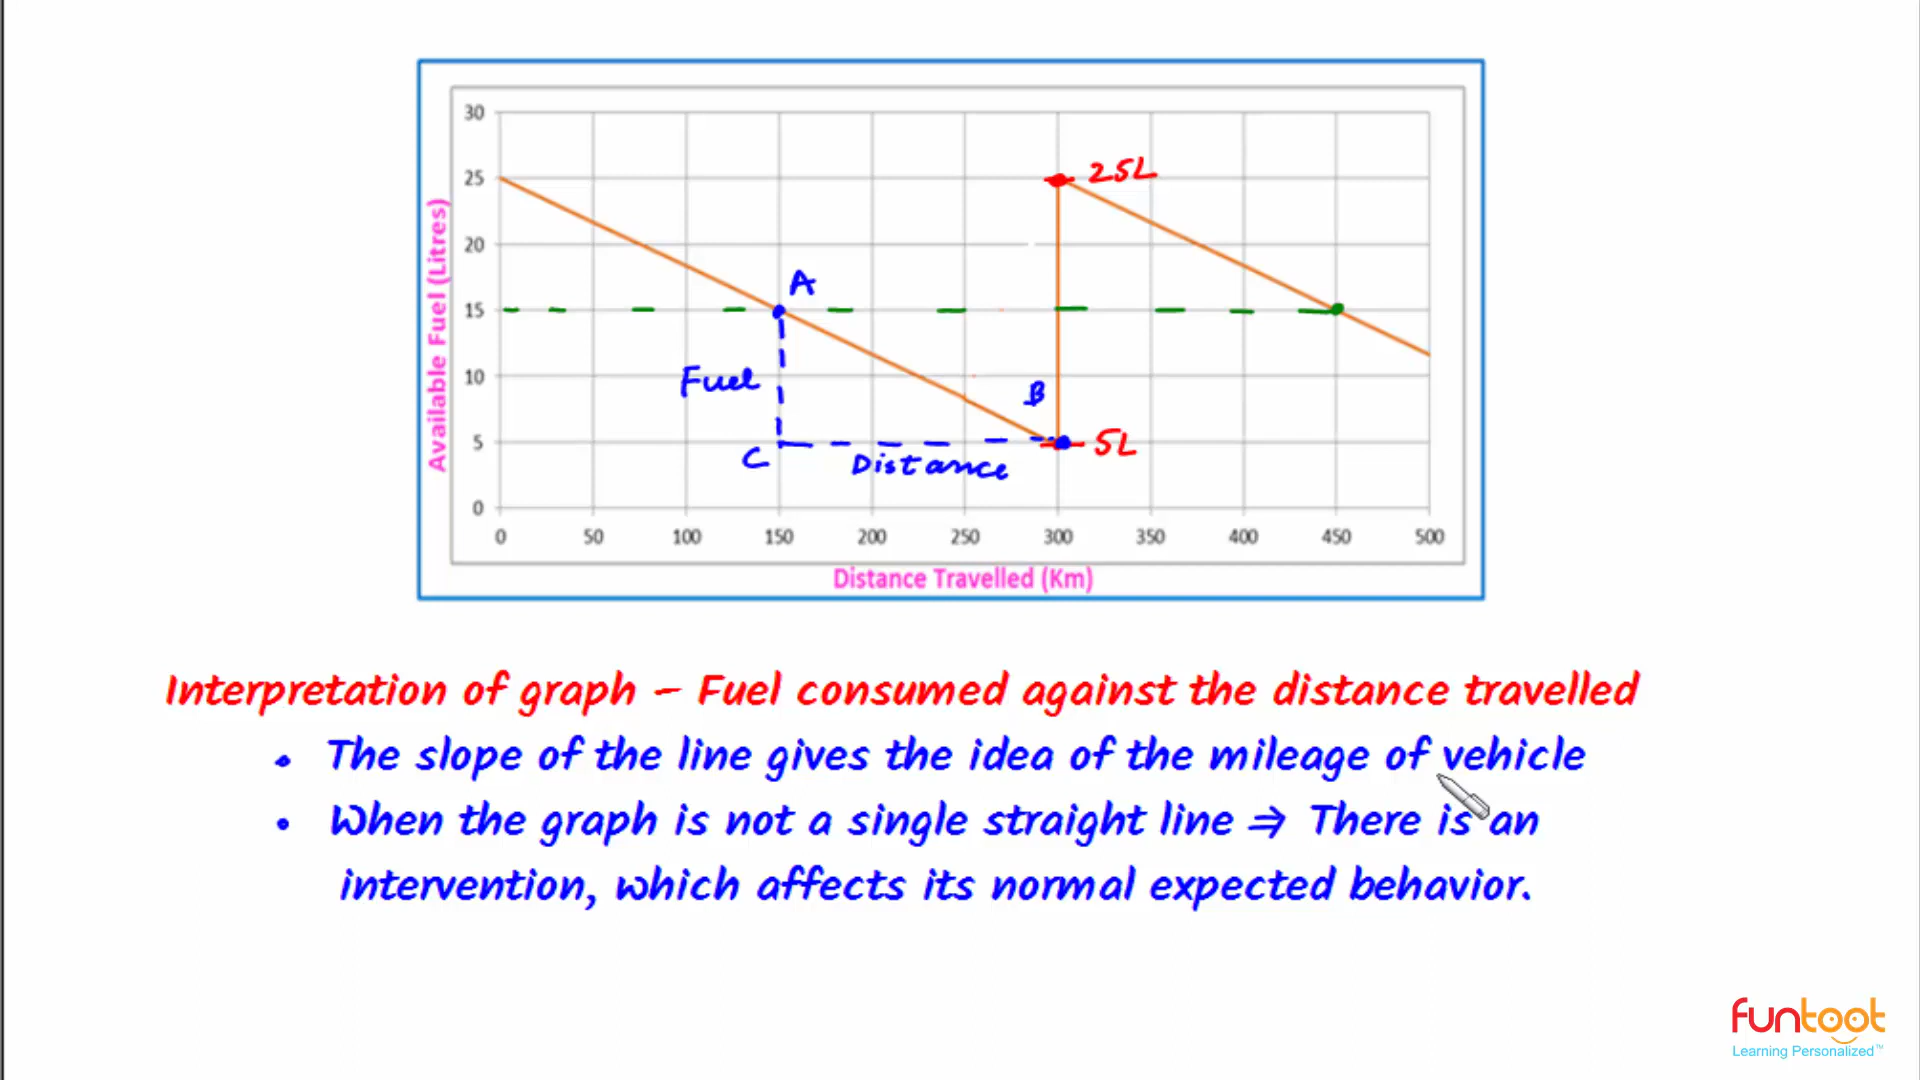 30
25
20
15
10
5
0
Available Fuel (Litres)
25L
A
Fuel
B
5L
C
Distance
0 50 100 150 200 250 300 350 400 450 500
Distance Travelled (Km)
Interpretation of graph – Fuel consumed against the distance travelled
• The slope of the line gives the idea of the mileage of vehicle
• When the graph is not a single straight line ⇒ There is an
intervention, which affects its normal expected behavior.
funtoot
Learning Personalized™